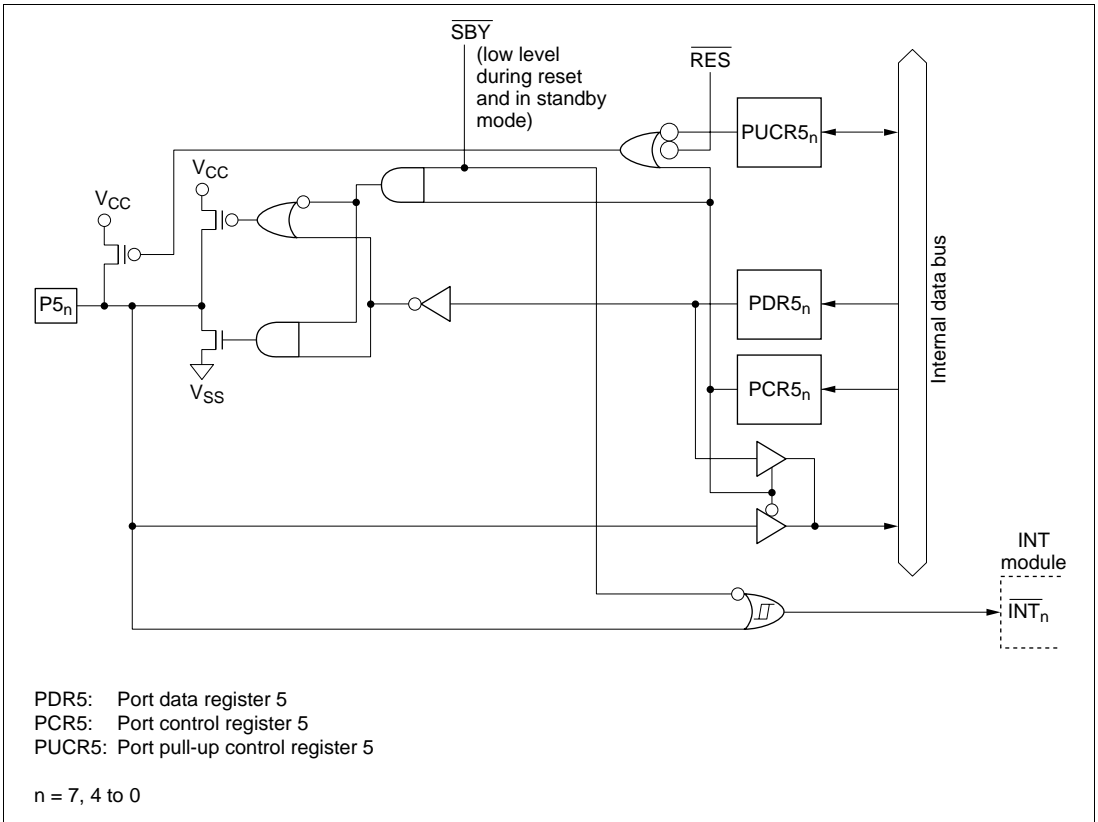 SBY
(low level
during reset
and in standby
mode)
RES
PUCR5n
VCC
VCC
P5n
PDR5n
PCR5n
VSS
Internal data bus
INT
module
INTn
PDR5: Port data register 5
PCR5: Port control register 5
PUCR5: Port pull-up control register 5
n = 7, 4 to 0